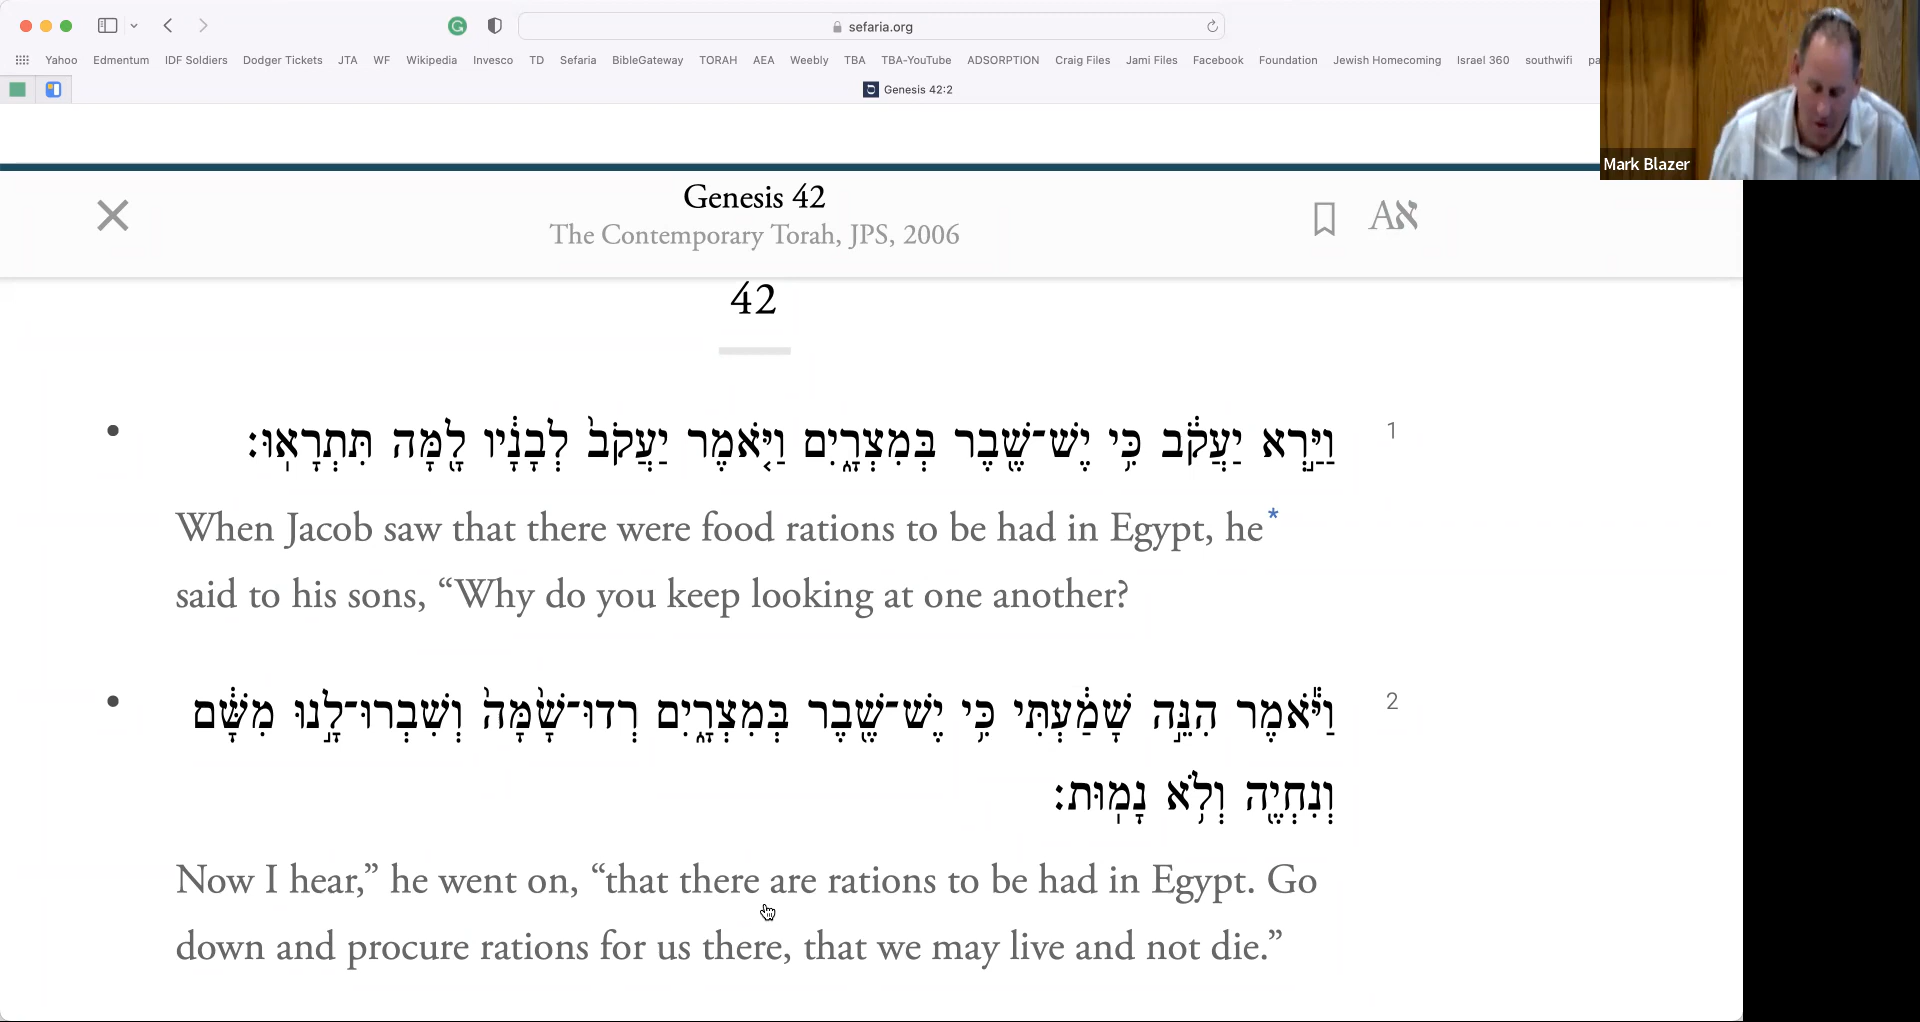 sefaria.org
Yahoo Edmentum IDF Soldiers Dodger Tickets JTA WF Wikipedia Invesco TD Sefaria BibleGateway TORAH AEA Weebly TBA TBA-YouTube ADSORPTION Craig Files Jami Files Facebook Foundation Jewish Homecoming Israel 360 southwifi pa
Genesis 42:2
Mark Blazer
Genesis 42
The Contemporary Torah, JPS, 2006
Aא
42
1
וַיַּ֣רְא יַעֲקֹ֔ב כִּ֥י יֶשׁ־שֶׁ֖בֶר בְּמִצְרָ֑יִם וַיֹּ֤אמֶר יַעֲקֹב֙ לְבָנָ֔יו לָ֖מָּה תִּתְרָאֽוּ׃
When Jacob saw that there were food rations to be had in Egypt, he*
said to his sons, “Why do you keep looking at one another?
2
וַיֹּ֕אמֶר הִנֵּ֣ה שָׁמַ֔עְתִּי כִּ֥י יֶשׁ־שֶׁ֖בֶר בְּמִצְרָ֑יִם רְדוּ־שָׁ֙מָּה֙ וְשִׁבְרוּ־לָ֣נוּ מִשָּׁ֔ם
וְנִחְיֶ֖ה וְלֹ֥א נָמֽוּת׃
Now I hear,” he went on, “that there are rations to be had in Egypt. Go
down and procure rations for us there, that we may live and not die.”